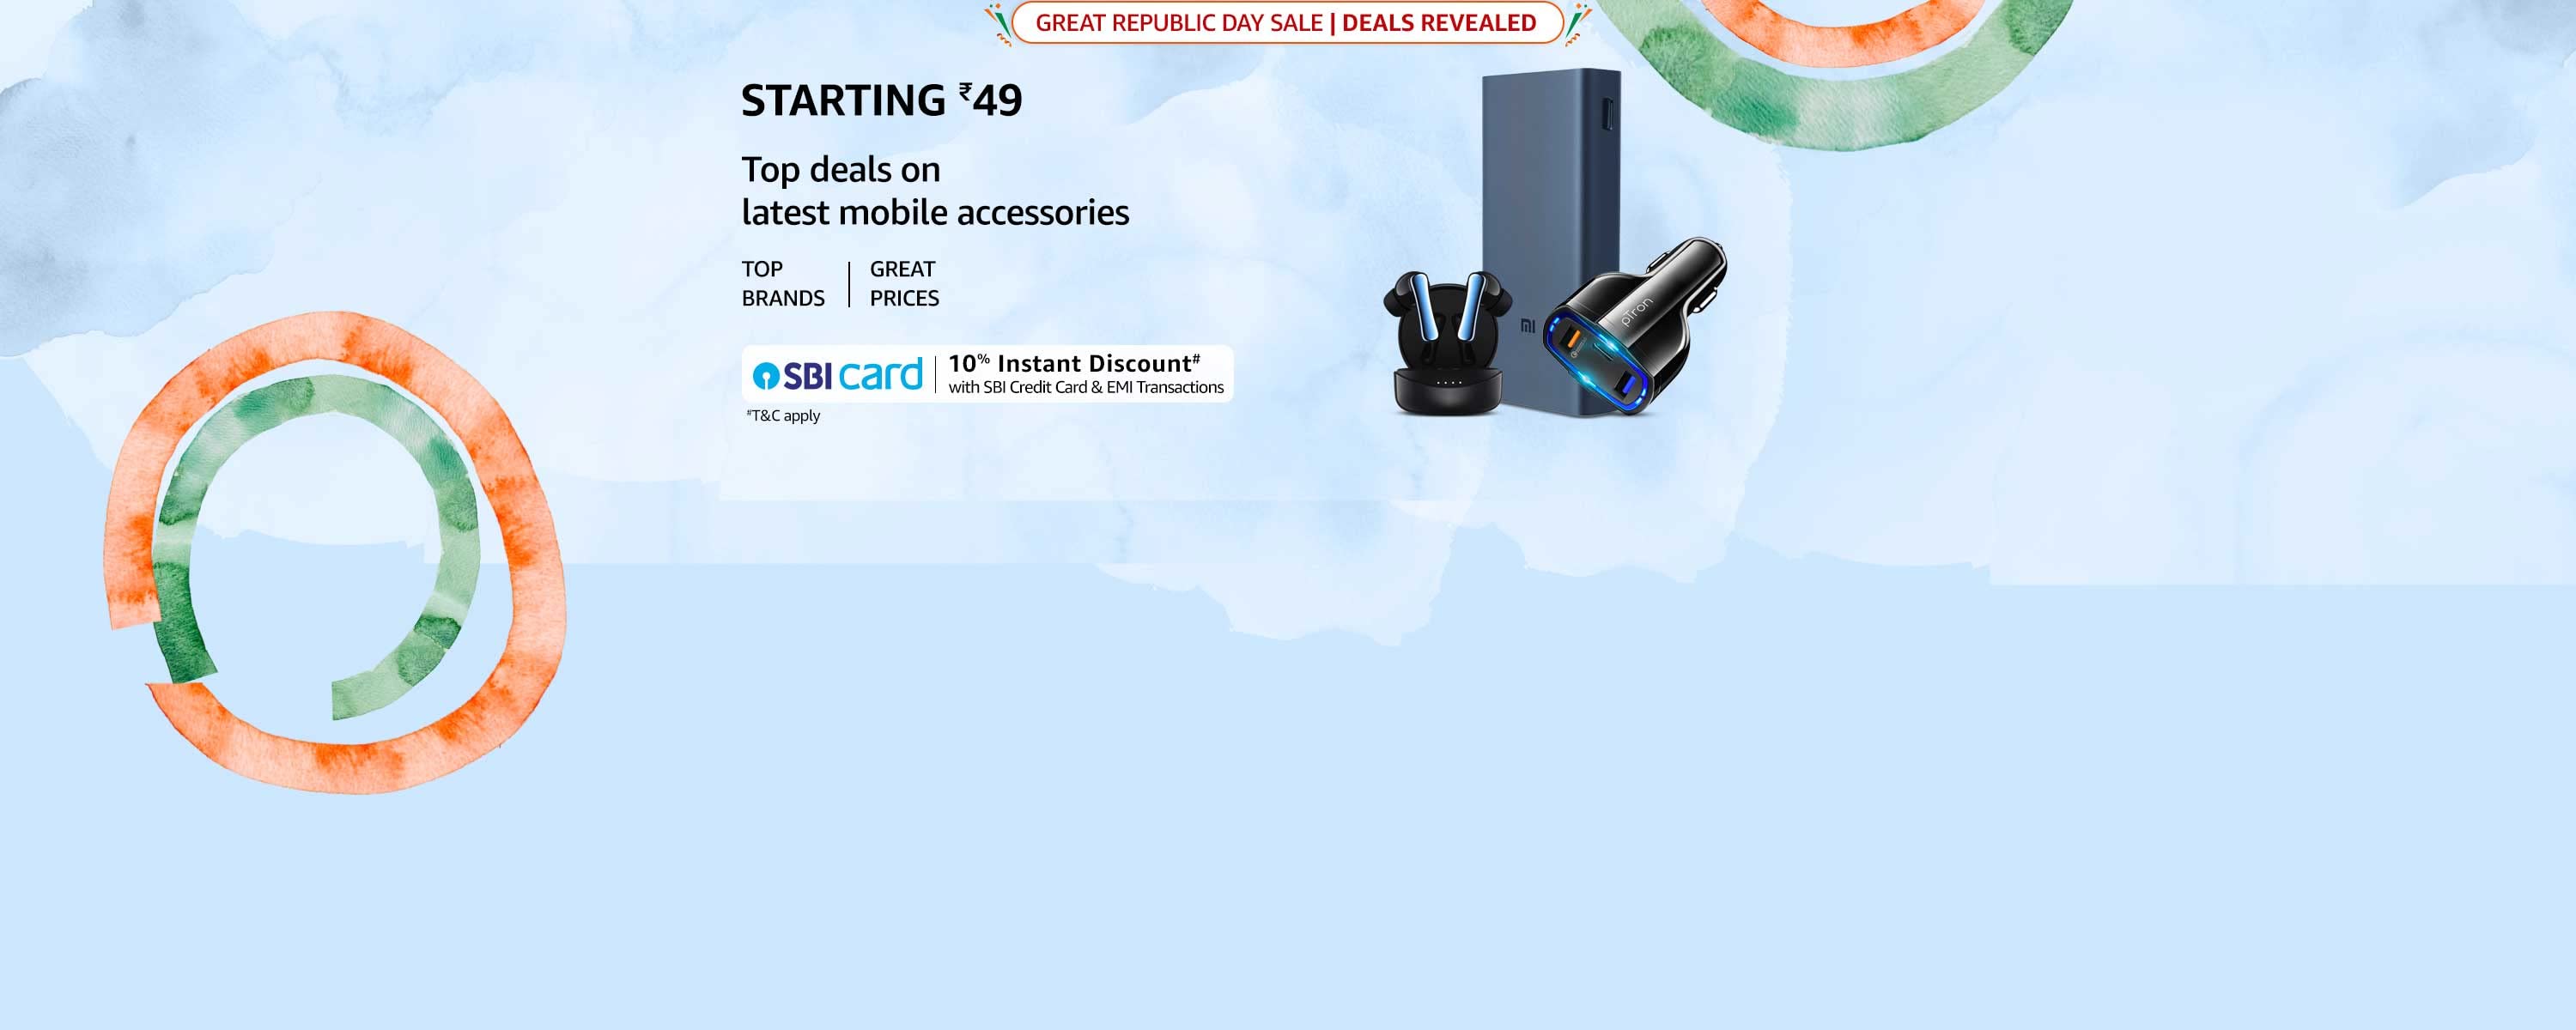 GREAT REPUBLIC DAY SALE | DEALS REVEALED
STARTING ₹49
Top deals on
latest mobile accessories
TOP BRANDS | GREAT PRICES
SBI card | 10% Instant Discount#
with SBI Credit Card & EMI Transactions
#T&C apply
mi
pTron